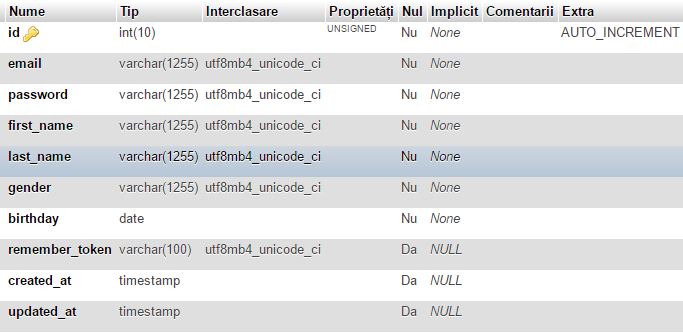 Nume Tip Interclasare Proprietăți Nul Implicit Comentarii Extra
id int(10) UNSIGNED Nu None AUTO_INCREMENT
email varchar(1255) utf8mb4_unicode_ci Nu None
password varchar(1255) utf8mb4_unicode_ci Nu None
first_name varchar(1255) utf8mb4_unicode_ci Nu None
last_name varchar(1255) utf8mb4_unicode_ci Nu None
gender varchar(1255) utf8mb4_unicode_ci Nu None
birthday date Nu None
remember_token varchar(100) utf8mb4_unicode_ci Da NULL
created_at timestamp Da NULL
updated_at timestamp Da NULL